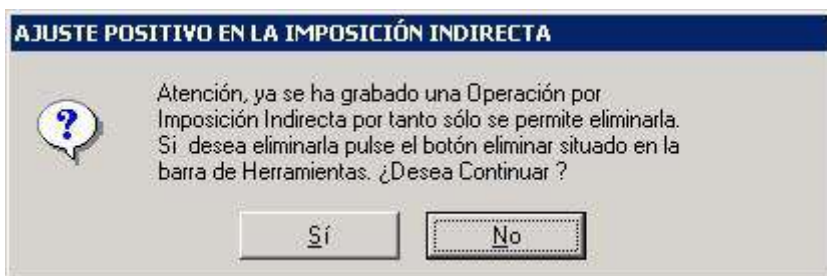 AJUSTE POSITIVO EN LA IMPOSICIÓN INDIRECTA
Atención, ya se ha grabado una Operación por
Imposición Indirecta por tanto sólo se permite eliminarla.
Si desea eliminarla pulse el botón eliminar situado en la
barra de Herramientas. ¿Desea Continuar ?
Sí
No